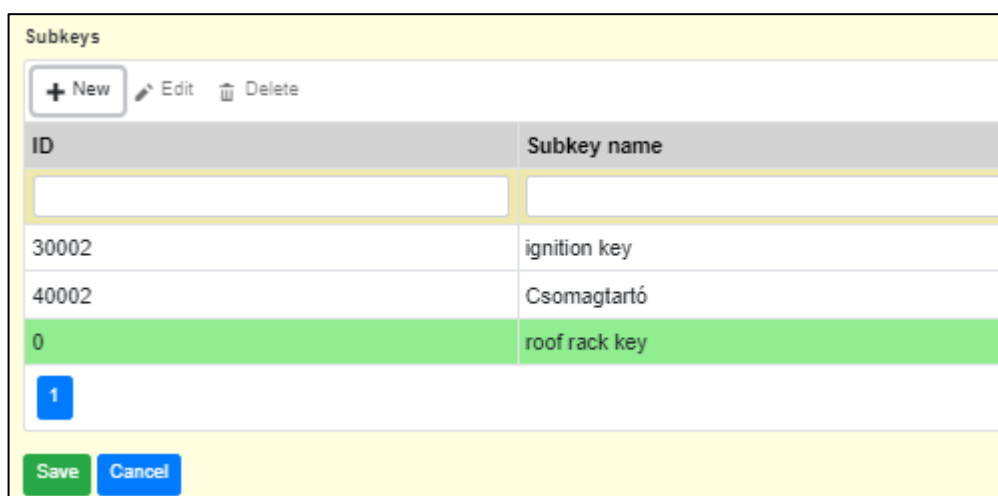 Subkeys
New Edit Delete
ID Subkey name
30002 ignition key
40002 Csomagtartó
0 roof rack key
1
Save Cancel